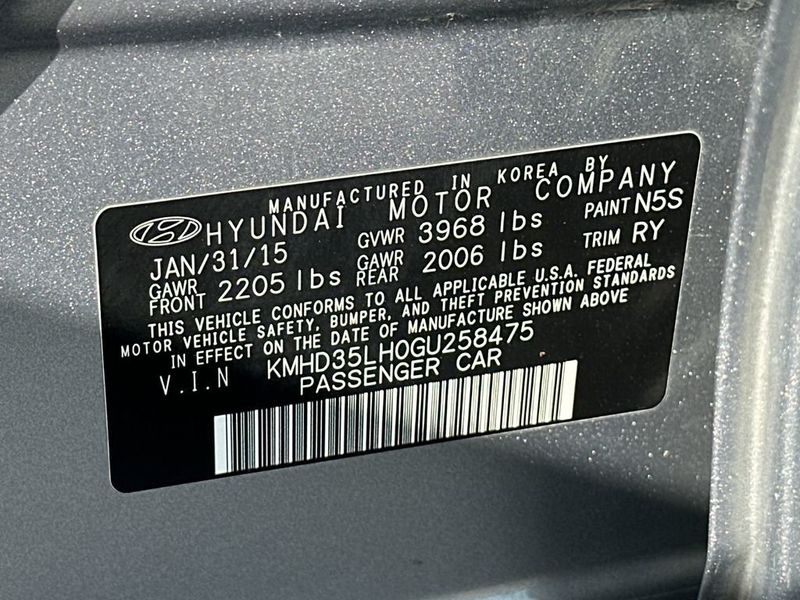 MANUFACTURED IN KOREA BY
HYUNDAI MOTOR COMPANY
JAN/31/15 GVWR 3968 lbs PAINT N5S
GAWR FRONT 2205 lbs GAWR REAR 2006 lbs TRIM RY
THIS VEHICLE CONFORMS TO ALL APPLICABLE U.S.A. FEDERAL
MOTOR VEHICLE SAFETY, BUMPER, AND THEFT PREVENTION STANDARDS
IN EFFECT ON THE DATE OF MANUFACTURE SHOWN ABOVE
V.I.N KMHD35LH0GU258475
PASSENGER CAR